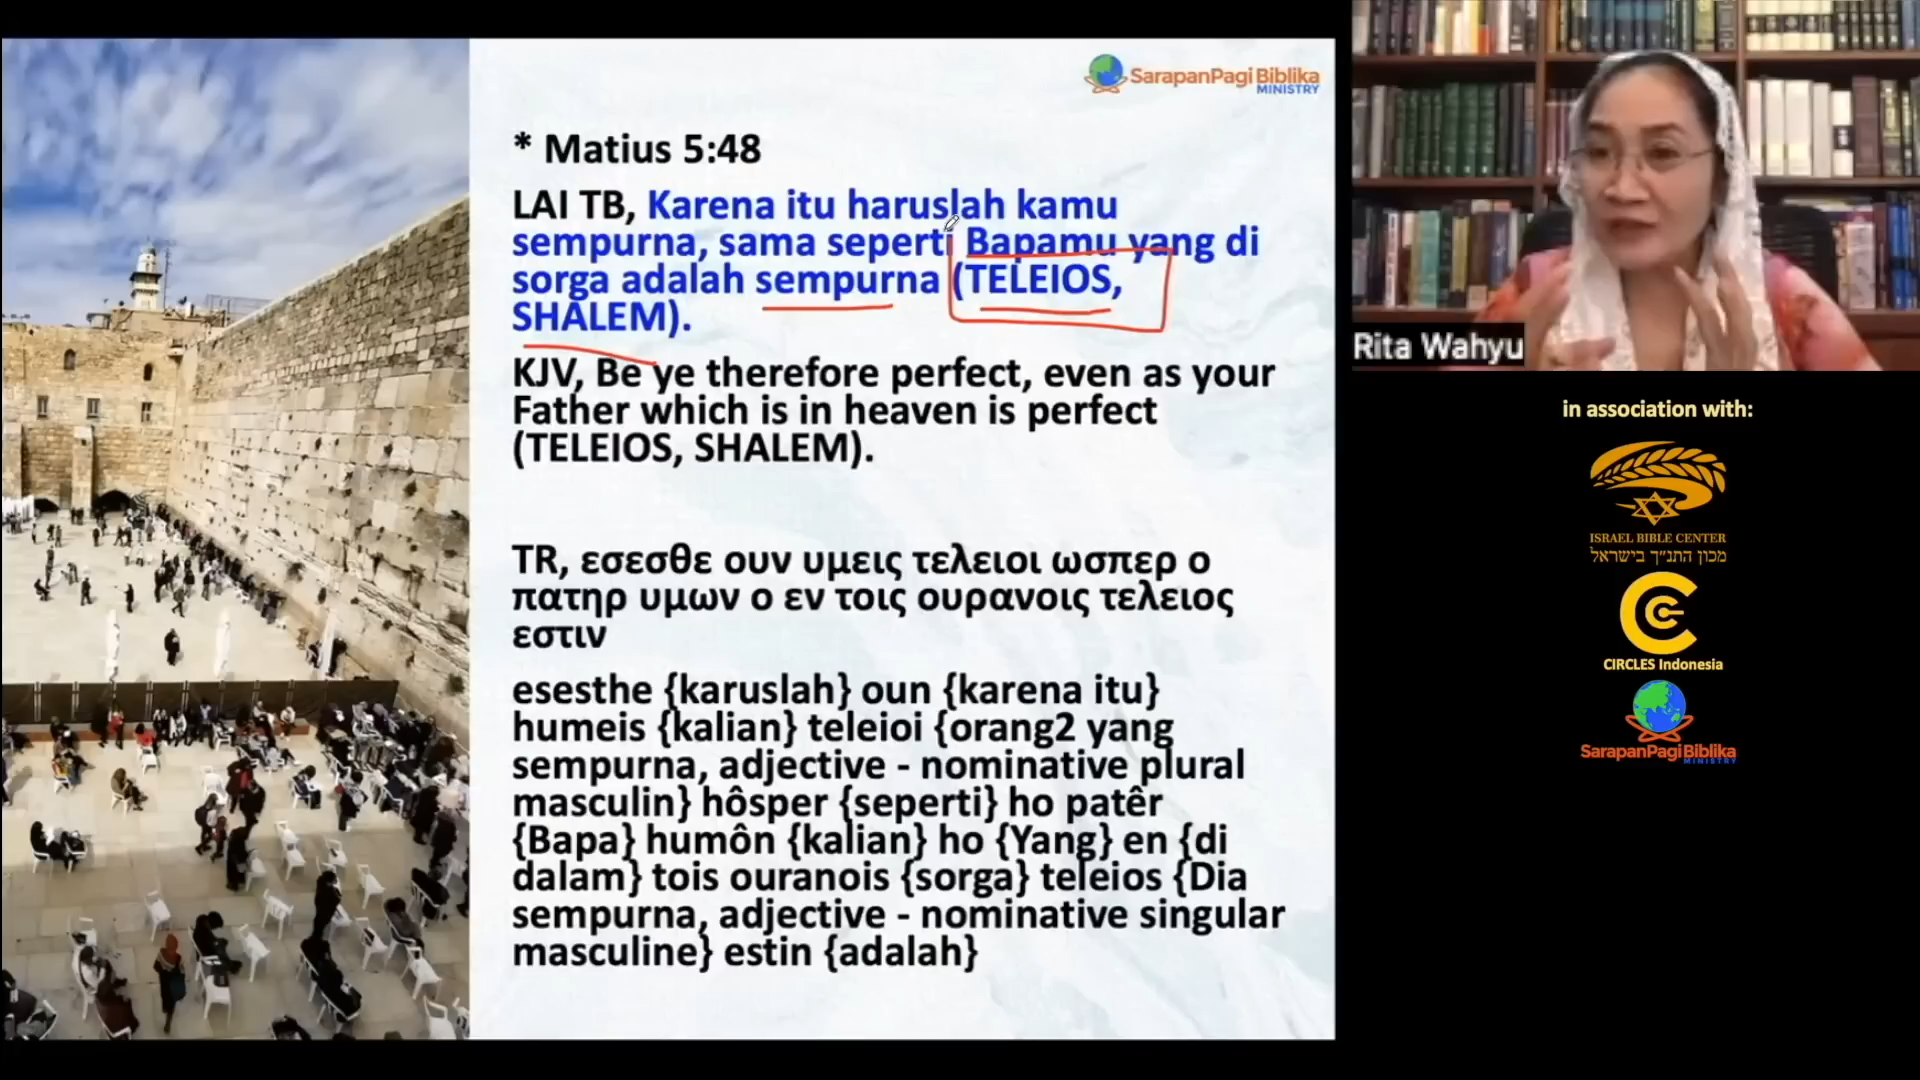 SarapanPagi Biblika
MINISTRY
* Matius 5:48
LAI TB, Karena itu haruslah kamu
sempurna, sama seperti Bapamu yang di
sorga adalah sempurna (TELEIOS,
SHALEM).
KJV, Be ye therefore perfect, even as your
Father which is in heaven is perfect
(TELEIOS, SHALEM).
TR, εσεσθε ουν υμεις τελειοι ωσπερ ο
πατηρ υμων ο εν τοις ουρανοις τελειος
εστιν
esesthe {karuslah} oun {karena itu}
humeis {kalian} teleioi {orang2 yang
sempurna, adjective - nominative plural
masculin} hôsper {seperti} ho patêr
{Bapa} humôn {kalian} ho {Yang} en {di
dalam} tois ouranois {sorga} teleios {Dia
sempurna, adjective - nominative singular
masculine} estin {adalah}
Rita Wahyu
in association with:
ISRAEL BIBLE CENTER
מכון התנ״ך בישראל
CIRCLES Indonesia
SarapanPagi Biblika
MINISTRY